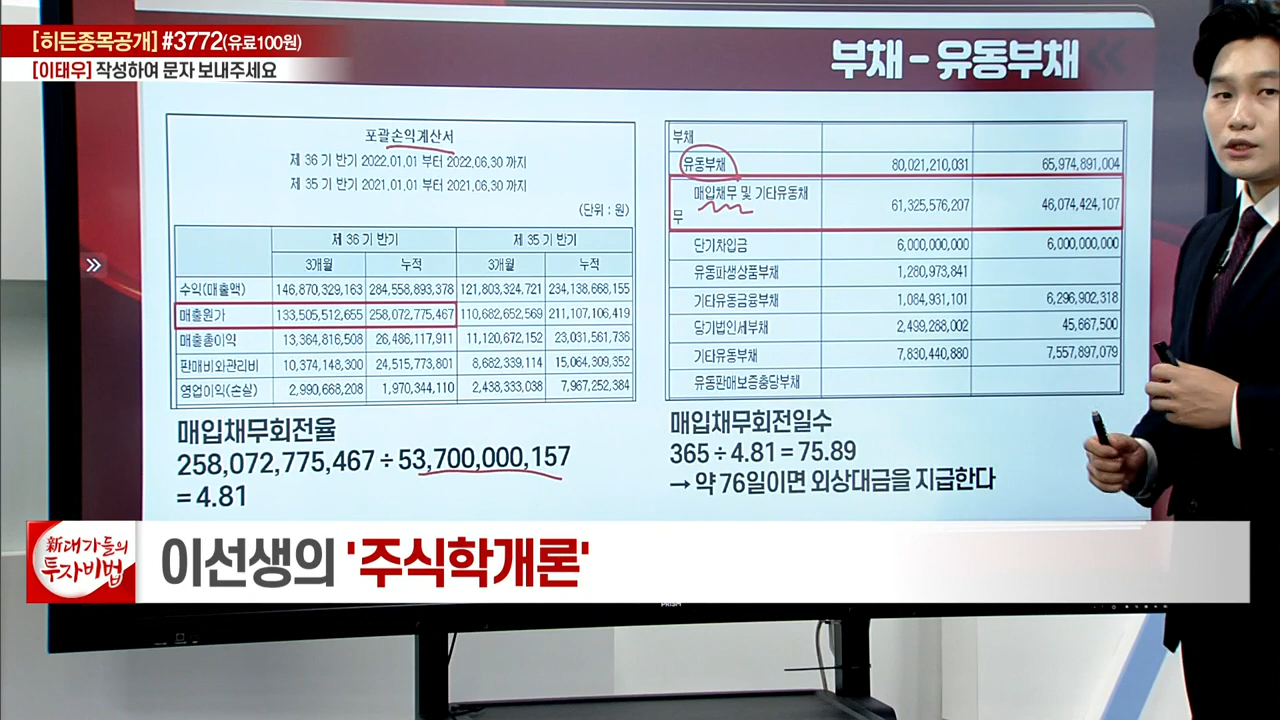 [히든종목공개] #3772(유료100원)
[이태우] 작성하여 문자 보내주세요
부채 - 유동부채
포괄손익계산서
제 36 기 반기 2022.01.01 부터 2022.06.30 까지
제 35 기 반기 2021.01.01 부터 2021.06.30 까지
(단위 : 원)
제 36 기 반기 제 35 기 반기
3개월 누적 3개월 누적
수익(매출액) 146,870,329,163 284,558,893,378 121,803,324,721 234,138,668,155
매출원가 133,505,512,655 258,072,775,467 110,682,652,569 211,107,106,419
매출총이익 13,364,816,508 26,486,117,911 11,120,672,152 23,031,561,736
판매비와관리비 10,374,148,300 24,515,773,801 8,682,339,114 15,064,309,352
영업이익(손실) 2,990,668,208 1,970,344,110 2,438,333,038 7,967,252,384
부채
유동부채 80,021,210,031 65,974,891,004
매입채무 및 기타유동채
무 61,325,576,207 46,074,424,107
단기차입금 6,000,000,000 6,000,000,000
유동파생상품부채 1,280,973,841
기타유동금융부채 1,084,931,101 6,296,902,318
당기법인세부채 2,499,288,002 45,667,500
기타유동부채 7,830,440,880 7,557,897,079
유동판매보증충당부채
매입채무회전율
258,072,775,467 ÷ 53,700,000,157
= 4.81
매입채무회전일수
365 ÷ 4.81 = 75.89
→ 약 76일이면 외상대금을 지급한다
新대가들의
투자비법
이선생의 '주식학개론'
PRISM